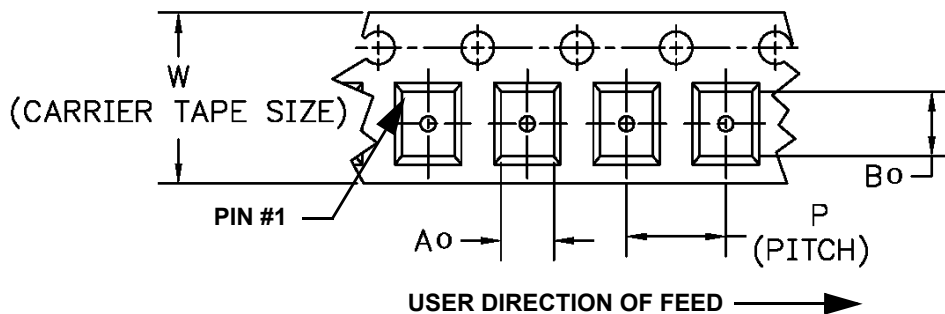 W
(CARRIER TAPE SIZE)
PIN #1
Ao
Bo
P
(PITCH)
USER DIRECTION OF FEED